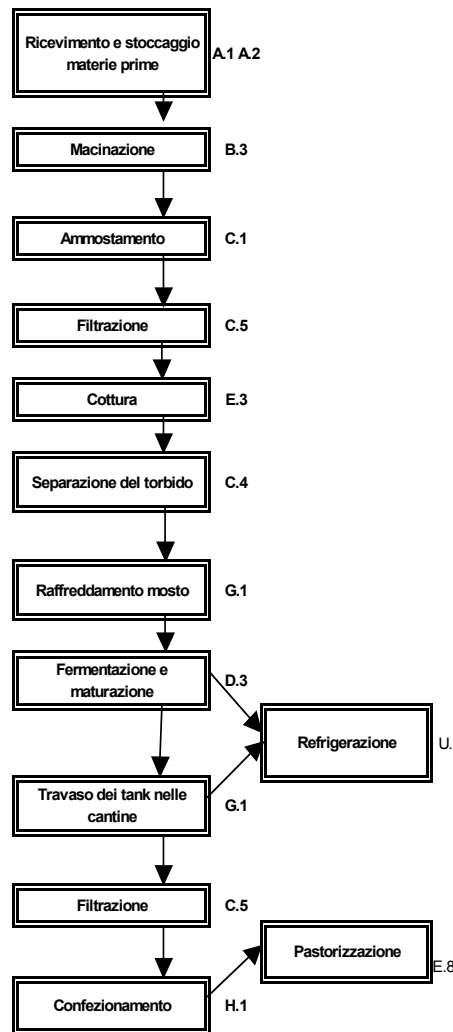 Ricevimento e stoccaggio
materie prime
A.1 A.2
Macinazione
B.3
Ammostamento
C.1
Filtrazione
C.5
Cottura
E.3
Separazione del torbido
C.4
Raffreddamento mosto
G.1
Fermentazione e
maturazione
D.3
Refrigerazione
U.
Travaso dei tank nelle
cantine
G.1
Filtrazione
C.5
Pastorizzazione
E.8
Confezionamento
H.1